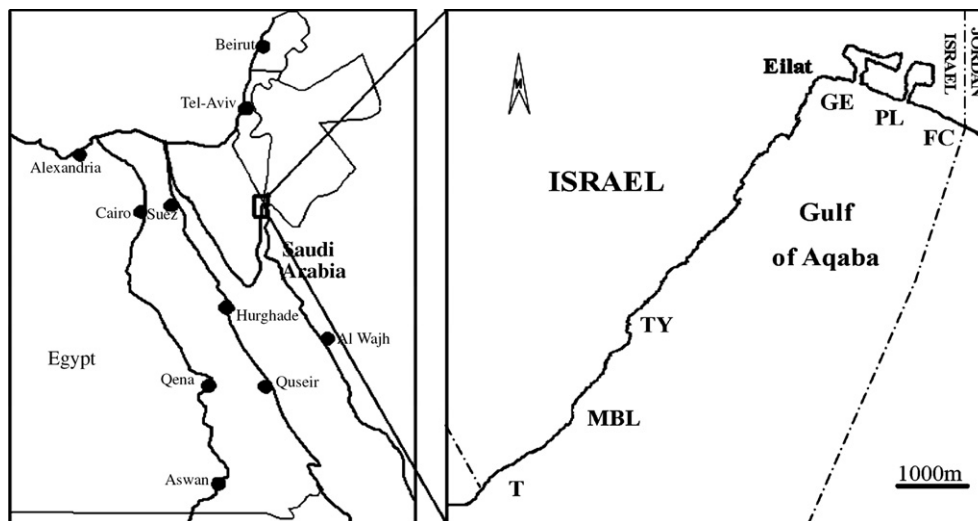 Beirut
Tel-Aviv
Alexandria
Cairo
Suez
Saudi
Arabia
Hurghade
Al Wajh
Egypt
Qena
Quseir
Aswan
Eilat
ISRAEL
JORDAN
GE
PL
FC
N
ISRAEL
Gulf
of Aqaba
TY
MBL
T
1000m